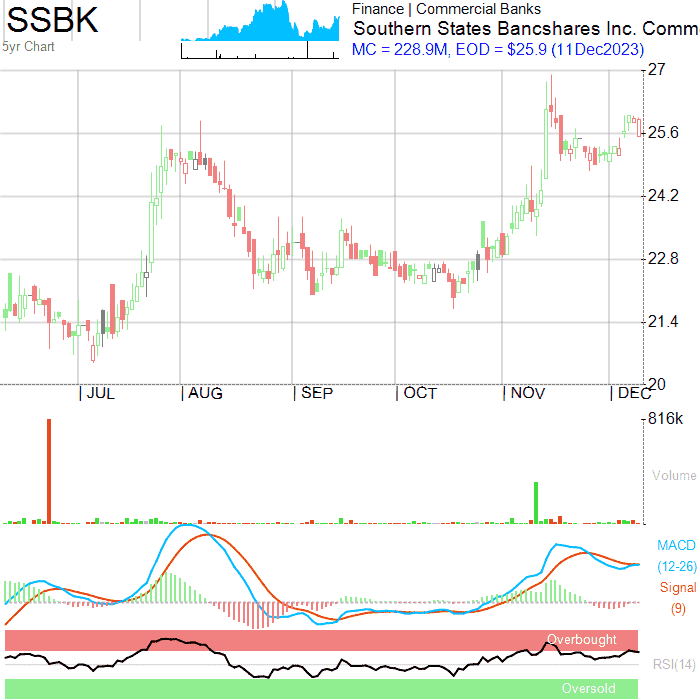 SSBK
5yr Chart
Finance | Commercial Banks
Southern States Bancshares Inc. Comm
MC = 228.9M, EOD = $25.9 (11Dec2023)
27
25.6
24.2
22.8
21.4
20
JUL AUG SEP OCT NOV DEC
816k
Volume
MACD
(12-26)
Signal
(9)
Overbought
RSI(14)
Oversold